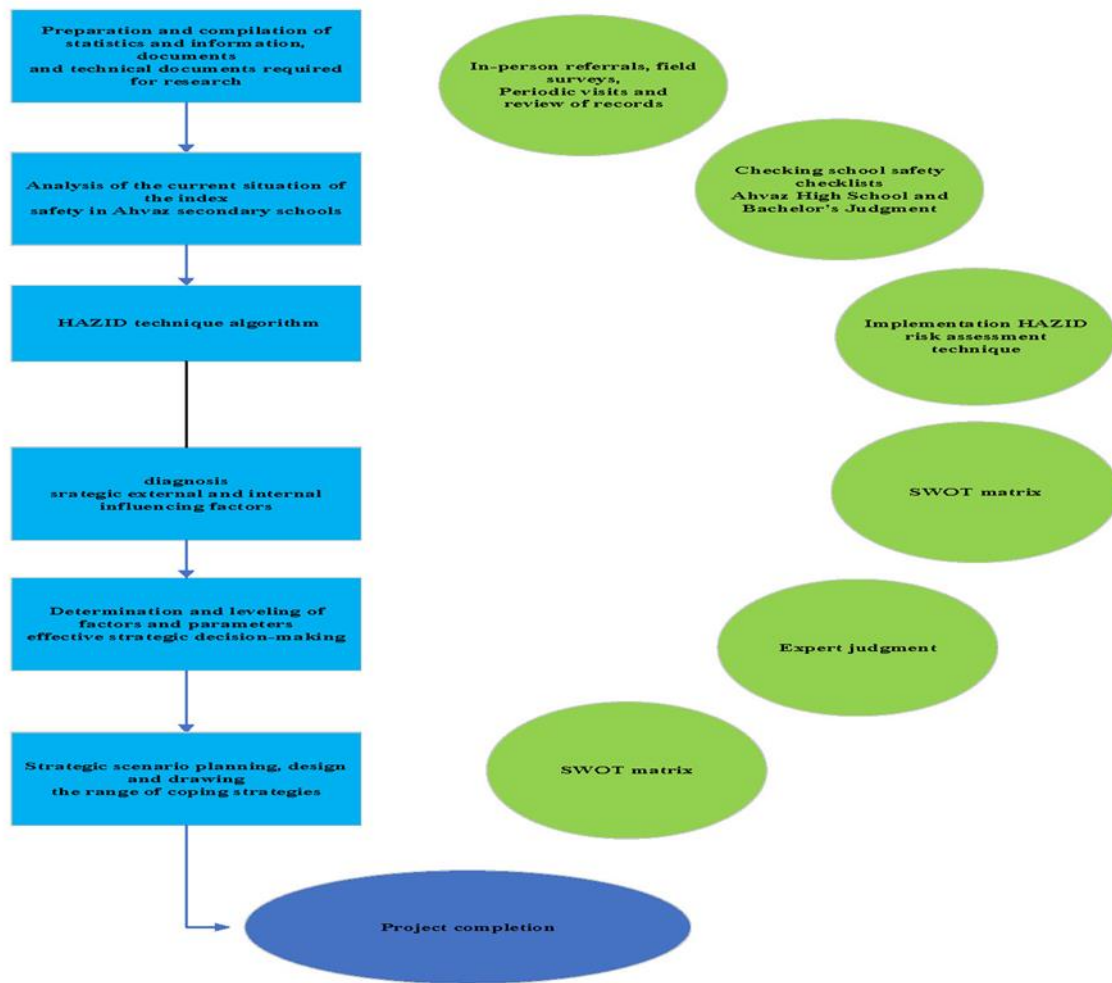 Preparation and compilation of
statistics and information,
documents
and technical documents required
for research
In-person referrals, field
surveys,
Periodic visits and
review of records
Analysis of the current situation of
the index
safety in Ahvaz secondary schools
Checking school safety
checklists
Ahvaz High School and
Bachelor's Judgment
HAZID technique algorithm
Implementation HAZID
risk assessment
technique
diagnosis
srategic external and internal
influencing factors
SWOT matrix
Determination and leveling of
factors and parameters
effective strategic decision-making
Expert judgment
Strategic scenario planning, design
and drawing
the range of coping strategies
SWOT matrix
Project completion